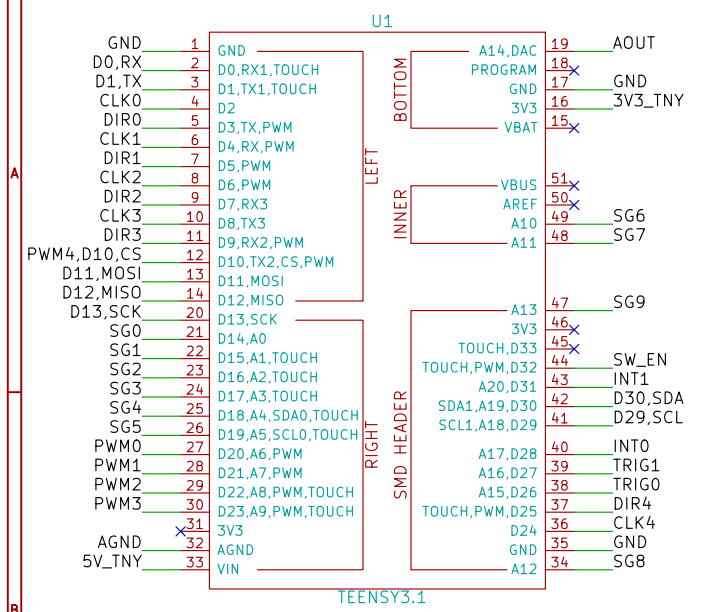 U1
GND 1 GND
D0,RX 2 D0,RX1,TOUCH
D1,TX 3 D1,TX1,TOUCH
CLK0 4 D2
DIR0 5 D3,TX,PWM
CLK1 6 D4,RX,PWM
DIR1 7 D5,PWM
CLK2 8 D6,PWM
DIR2 9 D7,RX3
CLK3 10 D8,TX3
DIR3 11 D9,RX2,PWM
PWM4,D10,CS 12 D10,TX2,CS,PWM
D11,MOSI 13 D11,MOSI
D12,MISO 14 D12,MISO
LEFT
D13,SCK 20 D13,SCK
SG0 21 D14,A0
SG1 22 D15,A1,TOUCH
SG2 23 D16,A2,TOUCH
SG3 24 D17,A3,TOUCH
SG4 25 D18,A4,SDA0,TOUCH
SG5 26 D19,A5,SCL0,TOUCH
PWM0 27 D20,A6,PWM
PWM1 28 D21,A7,PWM
PWM2 29 D22,A8,PWM,TOUCH
PWM3 30 D23,A9,PWM,TOUCH
31 3V3
AGND 32 AGND
5V_TNY 33 VIN
RIGHT
BOTTOM
A14,DAC 19 AOUT
PROGRAM 18
GND 17 GND
3V3 16 3V3_TNY
VBAT 15
INNER
VBUS 51
AREF 50
A10 49 SG6
A11 48 SG7
SMD HEADER
A13 47 SG9
3V3 46
TOUCH,D33 45
TOUCH,PWM,D32 44 SW_EN
A20,D31 43 INT1
SDA1,A19,D30 42 D30,SDA
SCL1,A18,D29 41 D29,SCL
A17,D28 40 INT0
A16,D27 39 TRIG1
A15,D26 38 TRIG0
TOUCH,PWM,D25 37 DIR4
D24 36 CLK4
GND 35 GND
A12 34 SG8
TEENSY3.1
A
B